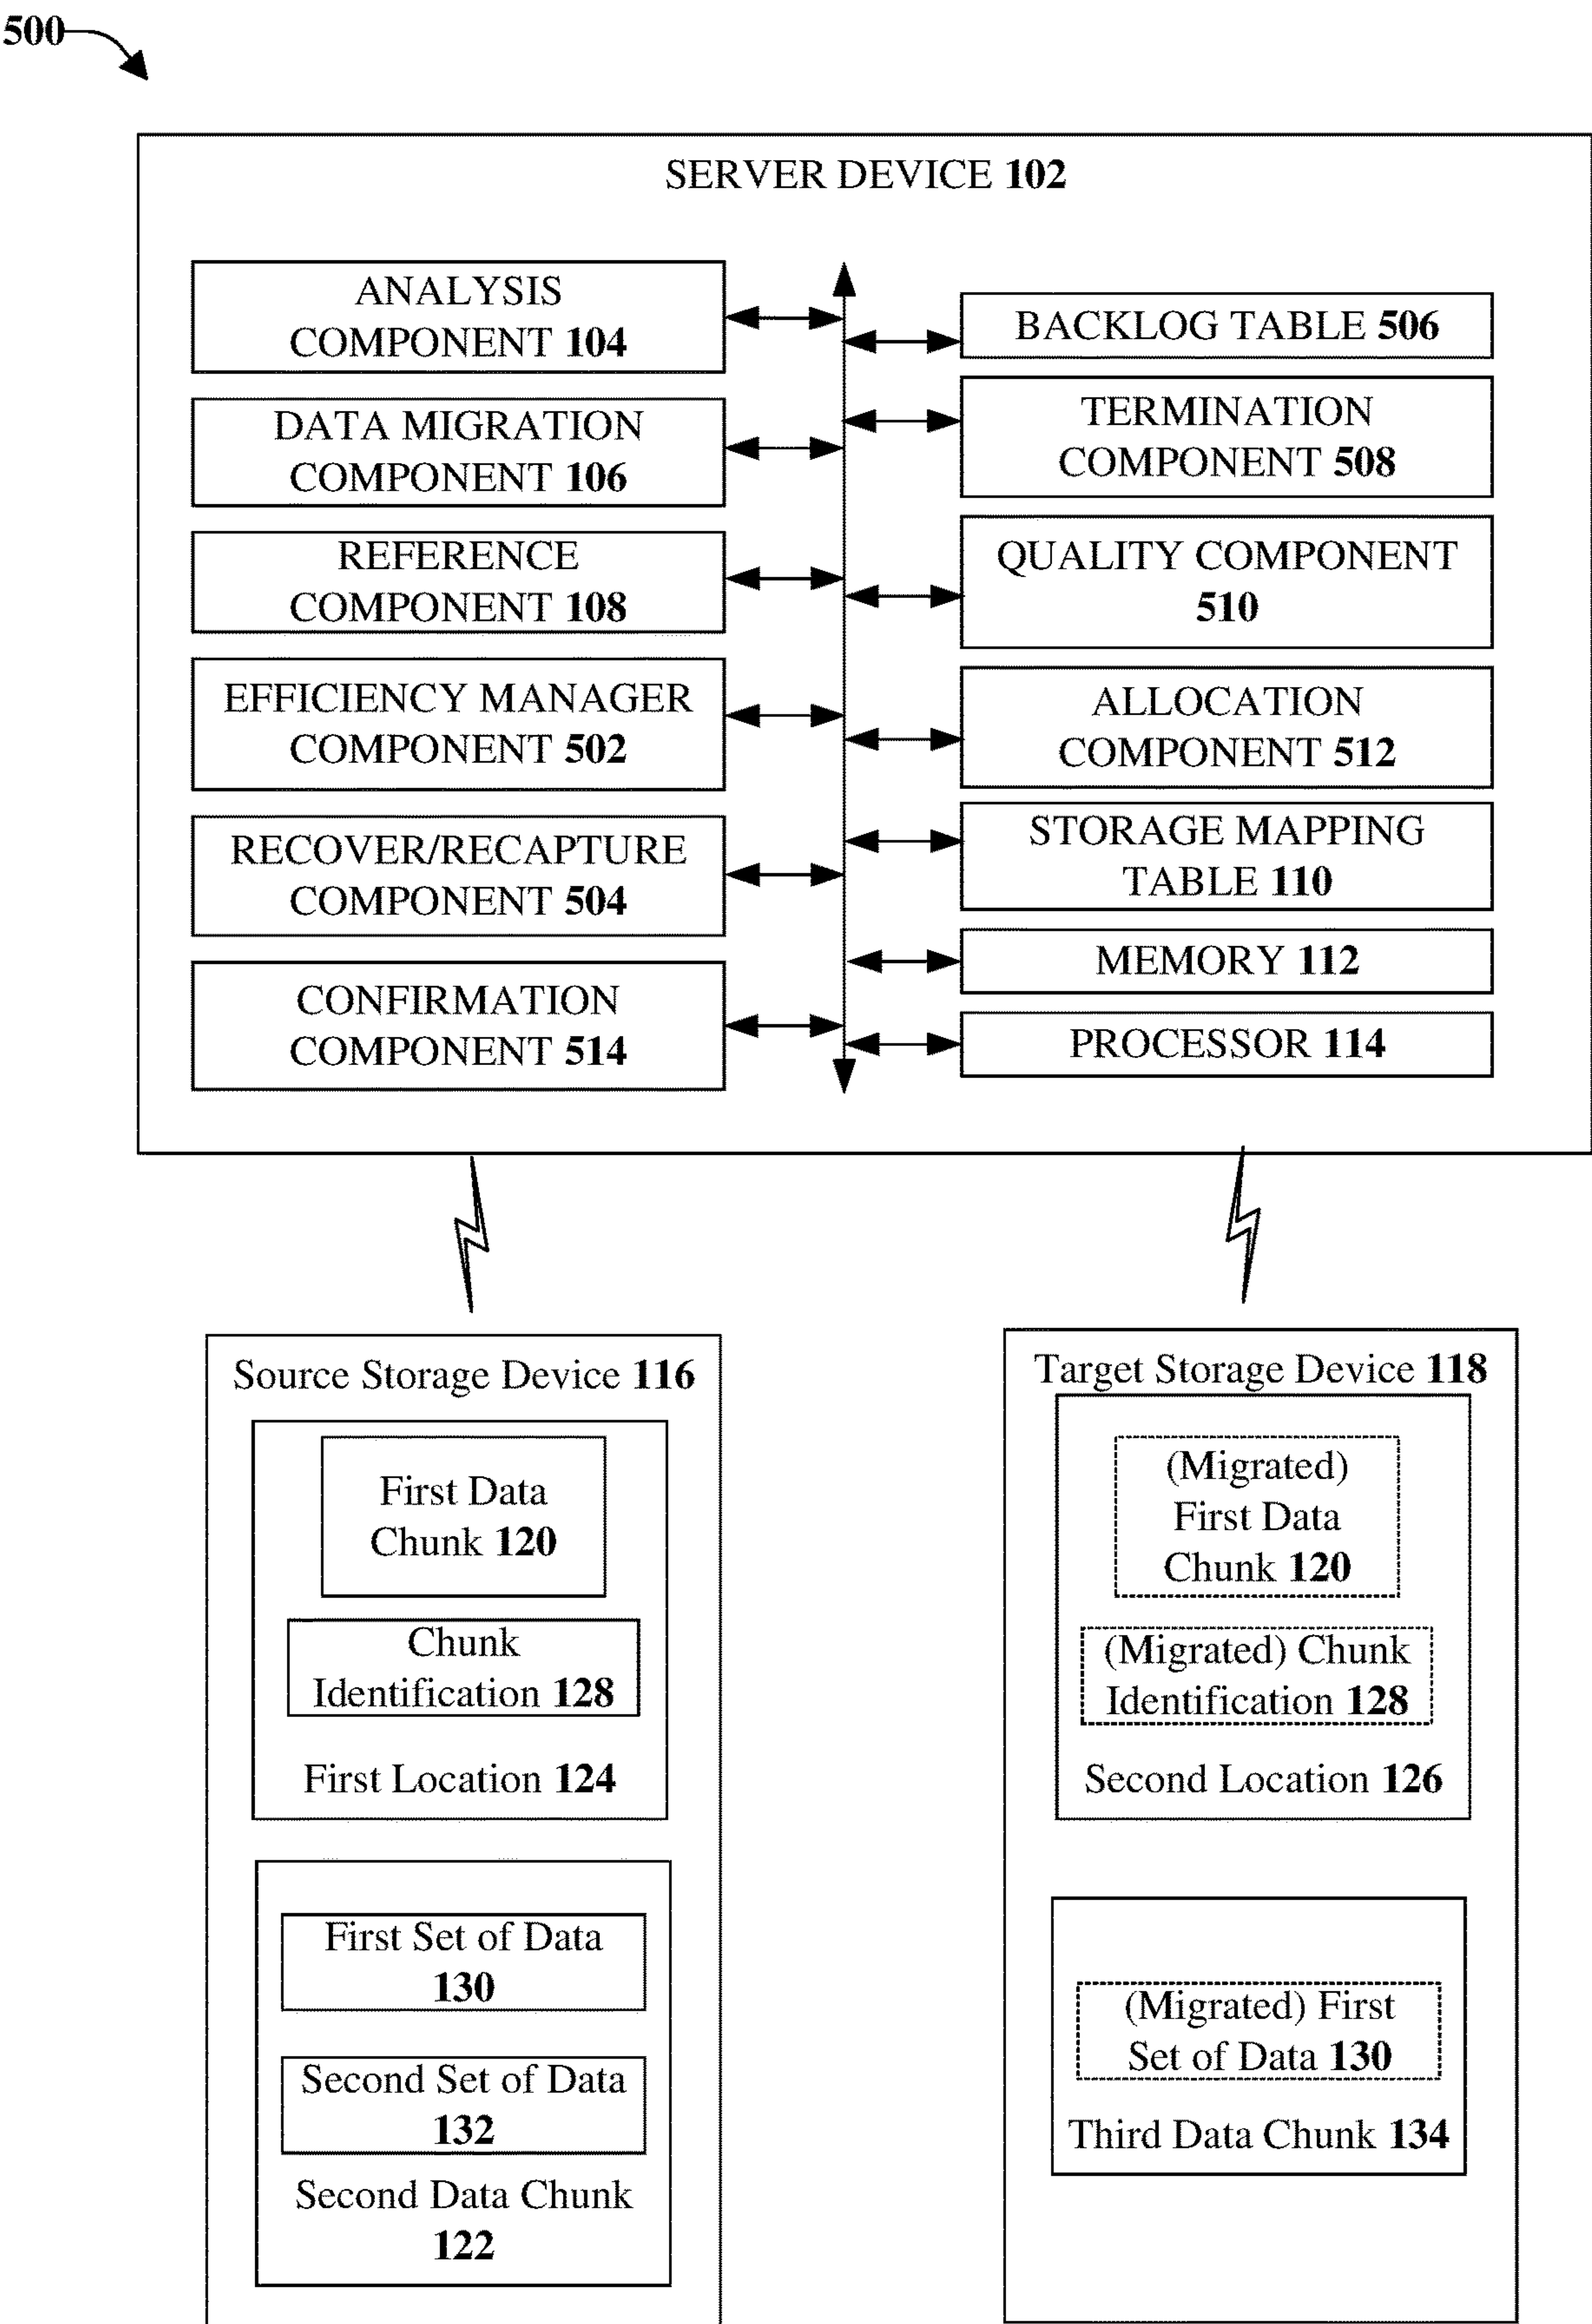 500
SERVER DEVICE 102
ANALYSIS
COMPONENT 104
DATA MIGRATION
COMPONENT 106
REFERENCE
COMPONENT 108
EFFICIENCY MANAGER
COMPONENT 502
RECOVER/RECAPTURE
COMPONENT 504
CONFIRMATION
COMPONENT 514
BACKLOG TABLE 506
TERMINATION
COMPONENT 508
QUALITY COMPONENT
510
ALLOCATION
COMPONENT 512
STORAGE MAPPING
TABLE 110
MEMORY 112
PROCESSOR 114
Source Storage Device 116
First Data
Chunk 120
Chunk
Identification 128
First Location 124
First Set of Data
130
Second Set of Data
132
Second Data Chunk
122
Target Storage Device 118
(Migrated)
First Data
Chunk 120
(Migrated) Chunk
Identification 128
Second Location 126
(Migrated) First
Set of Data 130
Third Data Chunk 134